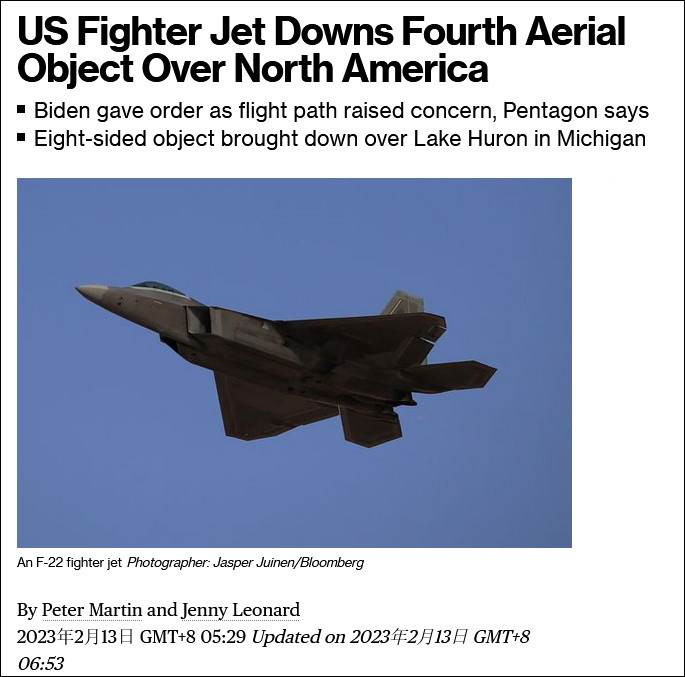 US Fighter Jet Downs Fourth Aerial
Object Over North America
▪ Biden gave order as flight path raised concern, Pentagon says
▪ Eight-sided object brought down over Lake Huron in Michigan
An F-22 fighter jet Photographer: Jasper Juinen/Bloomberg
By Peter Martin and Jenny Leonard
2023年2月13日 GMT+8 05:29 Updated on 2023年2月13日 GMT+8
06:53